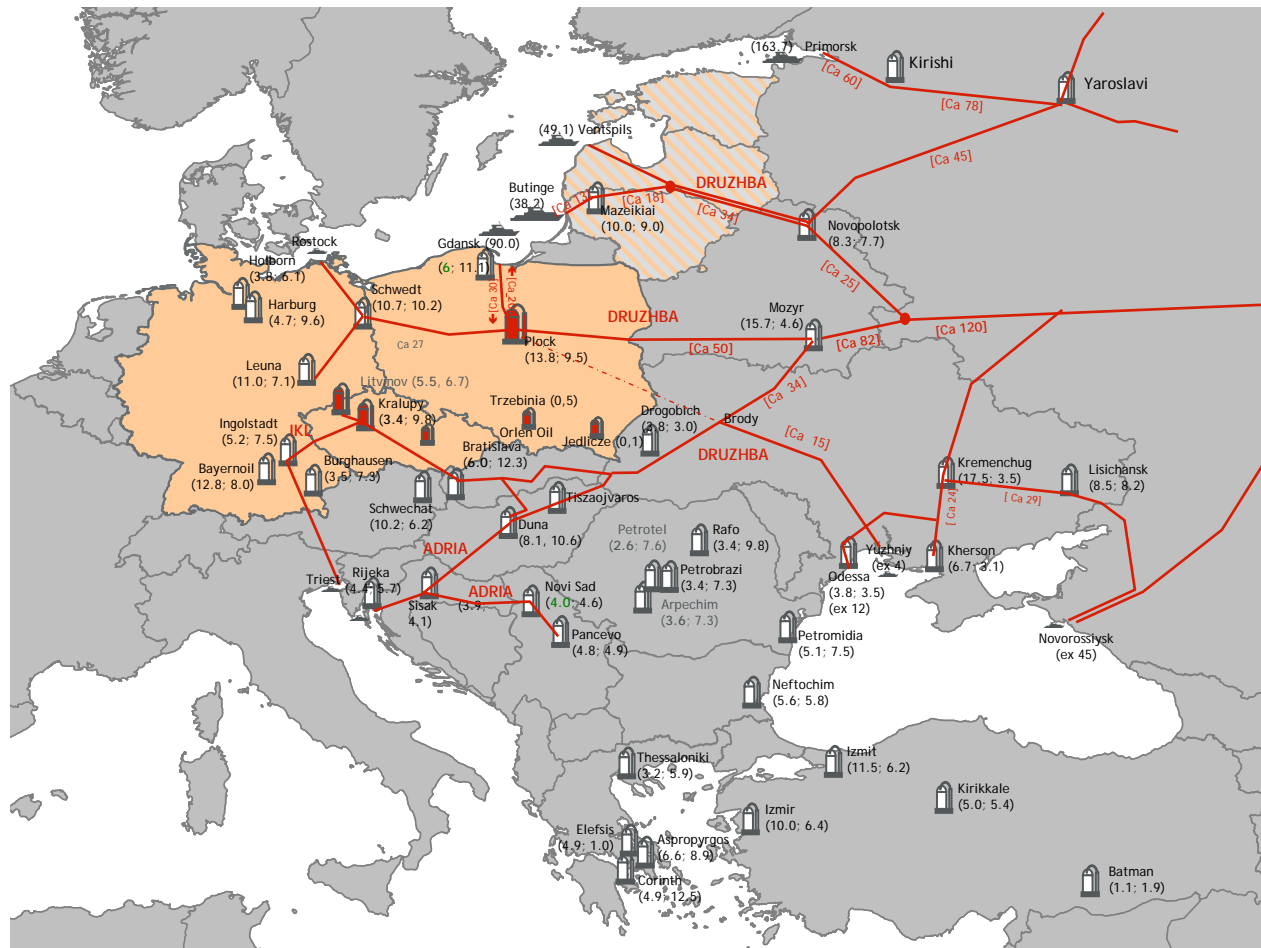 (163.7) Primorsk
Kirishi
[Ca 60]
Yaroslavi
[Ca 78]
(49.1) Ventspils
[Ca 45]
DRUZHBA
Butinge
(38.2)
[Ca 13]
[Ca 18]
[Ca 34]
Mazeikiai
(10.0; 9.0)
Novopolotsk
(8.3; 7.7)
Rostock
Gdansk (90.0)
(6; 11.1)
Holborn
(3.8; 6.1)
[Ca 25]
Schwedt
(10.7; 10.2)
[Ca 30]
Harburg
(4.7; 9.6)
DRUZHBA
Mozyr
(15.7; 4.6)
[Ca 120]
Ca 27
Plock
(13.8; 9.5)
[Ca 50]
[Ca 82]
Leuna
(11.0; 7.1)
Litvinov (5.5, 6.7)
[Ca 34]
Kralupy
(3.4; 9.8)
Trzebinia (0,5)
Orlen Oil
Jedlicze (0,1)
Drogobich
(3.8; 3.0)
Brody
[Ca 15]
Ingolstadt
(5.2; 7.5)
IKL
Bratislava
(6.0; 12.3)
DRUZHBA
Bayernoil
(12.8; 8.0)
Burghausen
(3.5; 7.3)
Kremenchug
(17.5; 3.5)
Lisichansk
(8.5; 8.2)
[ Ca 24]
[ Ca 29]
Schwechat
(10.2; 6.2)
Tiszaojvaros
Duna
(8.1, 10.6)
Petrotel
(2.6; 7.6)
Rafo
(3.4; 9.8)
ADRIA
Yuzhniy
(ex 4)
Kherson
(6.7; 3.1)
Odessa
(3.8; 3.5)
(ex 12)
Triest
Rijeka
(4.4; 5.7)
ADRIA
Sisak (3.9;
4.1)
Novi Sad
(4.0; 4.6)
Petrobrazi
(3.4; 7.3)
Arpechim
(3.6; 7.3)
Pancevo
(4.8; 4.9)
Petromidia
(5.1; 7.5)
Novorossiysk
(ex 45)
Neftochim
(5.6; 5.8)
Thessaloniki
(3.2; 5.9)
Izmit
(11.5; 6.2)
Kirikkale
(5.0; 5.4)
Izmir
(10.0; 6.4)
Elefsis
(4.9; 1.0)
Aspropyrgos
(6.6; 8.9)
Corinth
(4.9; 12.5)
Batman
(1.1; 1.9)